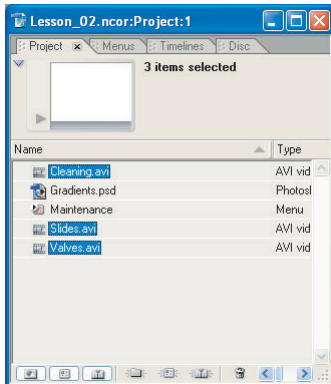 Lesson_02.ncor:Project:1
Project Menus Timelines Disc
3 items selected
Name Type
Cleaning.avi AVI vid
Gradients.psd Photosl
Maintenance Menu
Slides.avi AVI vid
Valves.avi AVI vid